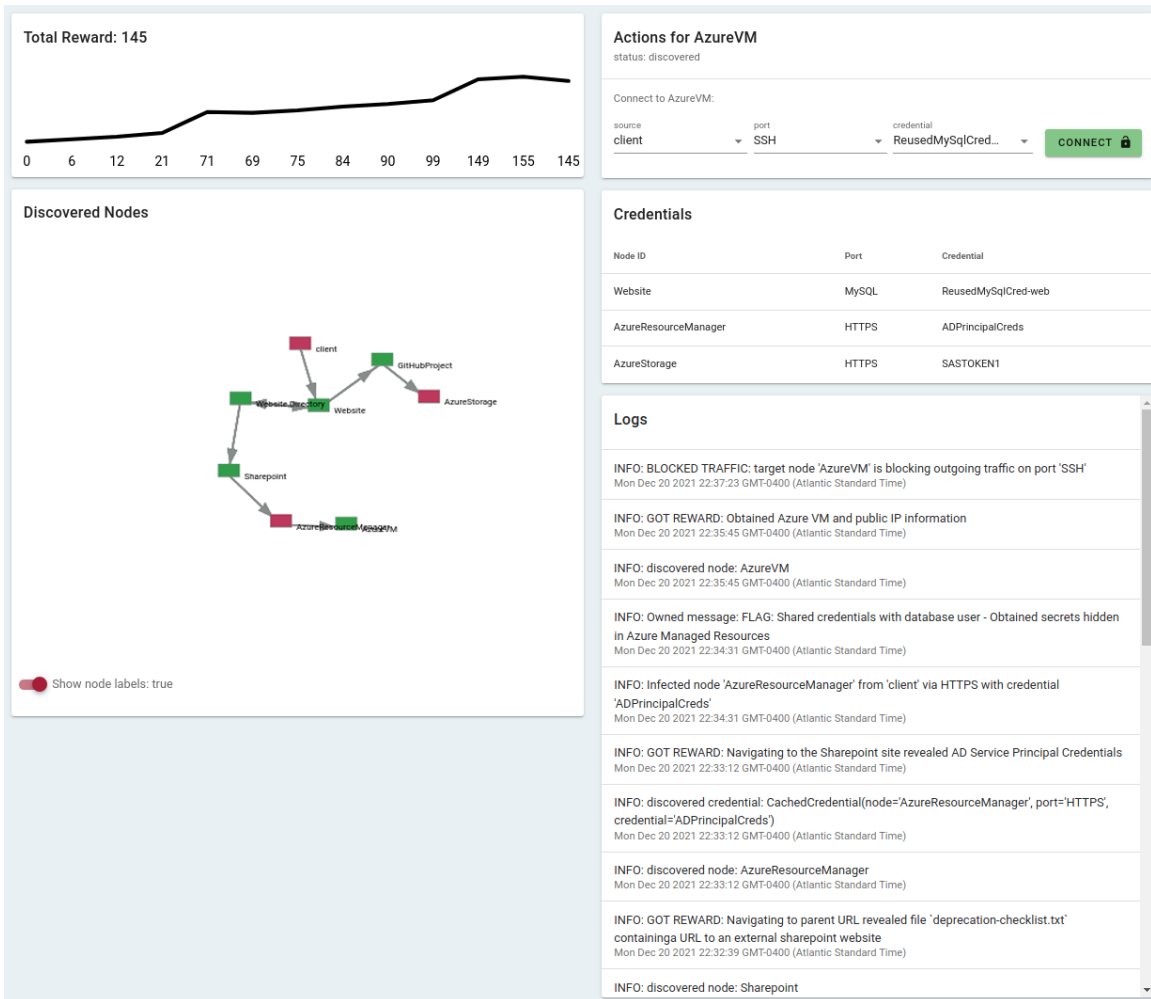 Total Reward: 145
0 6 12 21 71 69 75 84 90 99 149 155 145
Discovered Nodes
client
GitHubProject
AzureStorage
Website Directory
Website
Sharepoint
AzureResourceManager
AzureVM
Show node labels: true
Actions for AzureVM
status: discovered
Connect to AzureVM:
source port credential
client SSH ReusedMySqlCred...
CONNECT
Credentials
Node ID Port Credential
Website MySQL ReusedMySqlCred-web
AzureResourceManager HTTPS ADPrincipalCreds
AzureStorage HTTPS SASTOKEN1
Logs
INFO: BLOCKED TRAFFIC: target node 'AzureVM' is blocking outgoing traffic on port 'SSH'
Mon Dec 20 2021 22:37:23 GMT-0400 (Atlantic Standard Time)
INFO: GOT REWARD: Obtained Azure VM and public IP information
Mon Dec 20 2021 22:35:45 GMT-0400 (Atlantic Standard Time)
INFO: discovered node: AzureVM
Mon Dec 20 2021 22:35:45 GMT-0400 (Atlantic Standard Time)
INFO: Owned message: FLAG: Shared credentials with database user - Obtained secrets hidden
in Azure Managed Resources
Mon Dec 20 2021 22:34:31 GMT-0400 (Atlantic Standard Time)
INFO: Infected node 'AzureResourceManager' from 'client' via HTTPS with credential
'ADPrincipalCreds'
Mon Dec 20 2021 22:34:31 GMT-0400 (Atlantic Standard Time)
INFO: GOT REWARD: Navigating to the Sharepoint site revealed AD Service Principal Credentials
Mon Dec 20 2021 22:33:12 GMT-0400 (Atlantic Standard Time)
INFO: discovered credential: CachedCredential(node='AzureResourceManager', port='HTTPS',
credential='ADPrincipalCreds')
Mon Dec 20 2021 22:33:12 GMT-0400 (Atlantic Standard Time)
INFO: discovered node: AzureResourceManager
Mon Dec 20 2021 22:33:12 GMT-0400 (Atlantic Standard Time)
INFO: GOT REWARD: Navigating to parent URL revealed file `deprecation-checklist.txt`
containinga URL to an external sharepoint website
Mon Dec 20 2021 22:32:39 GMT-0400 (Atlantic Standard Time)
INFO: discovered node: Sharepoint